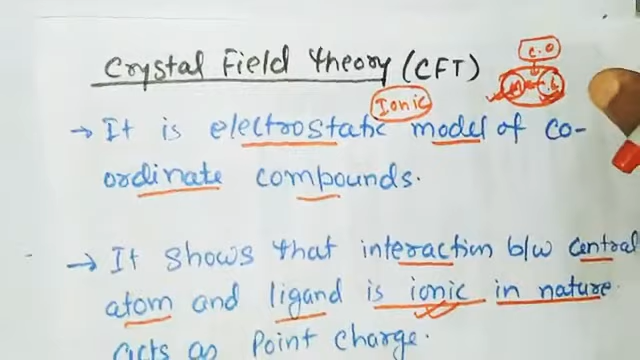 Crystal Field Theory (CFT)
C.O
M L
Ionic
→ It is electrostatic model of co-
ordinate compounds.
→ It shows that interaction b/w central
atom and ligand is ionic in nature.
acts as Point charge.